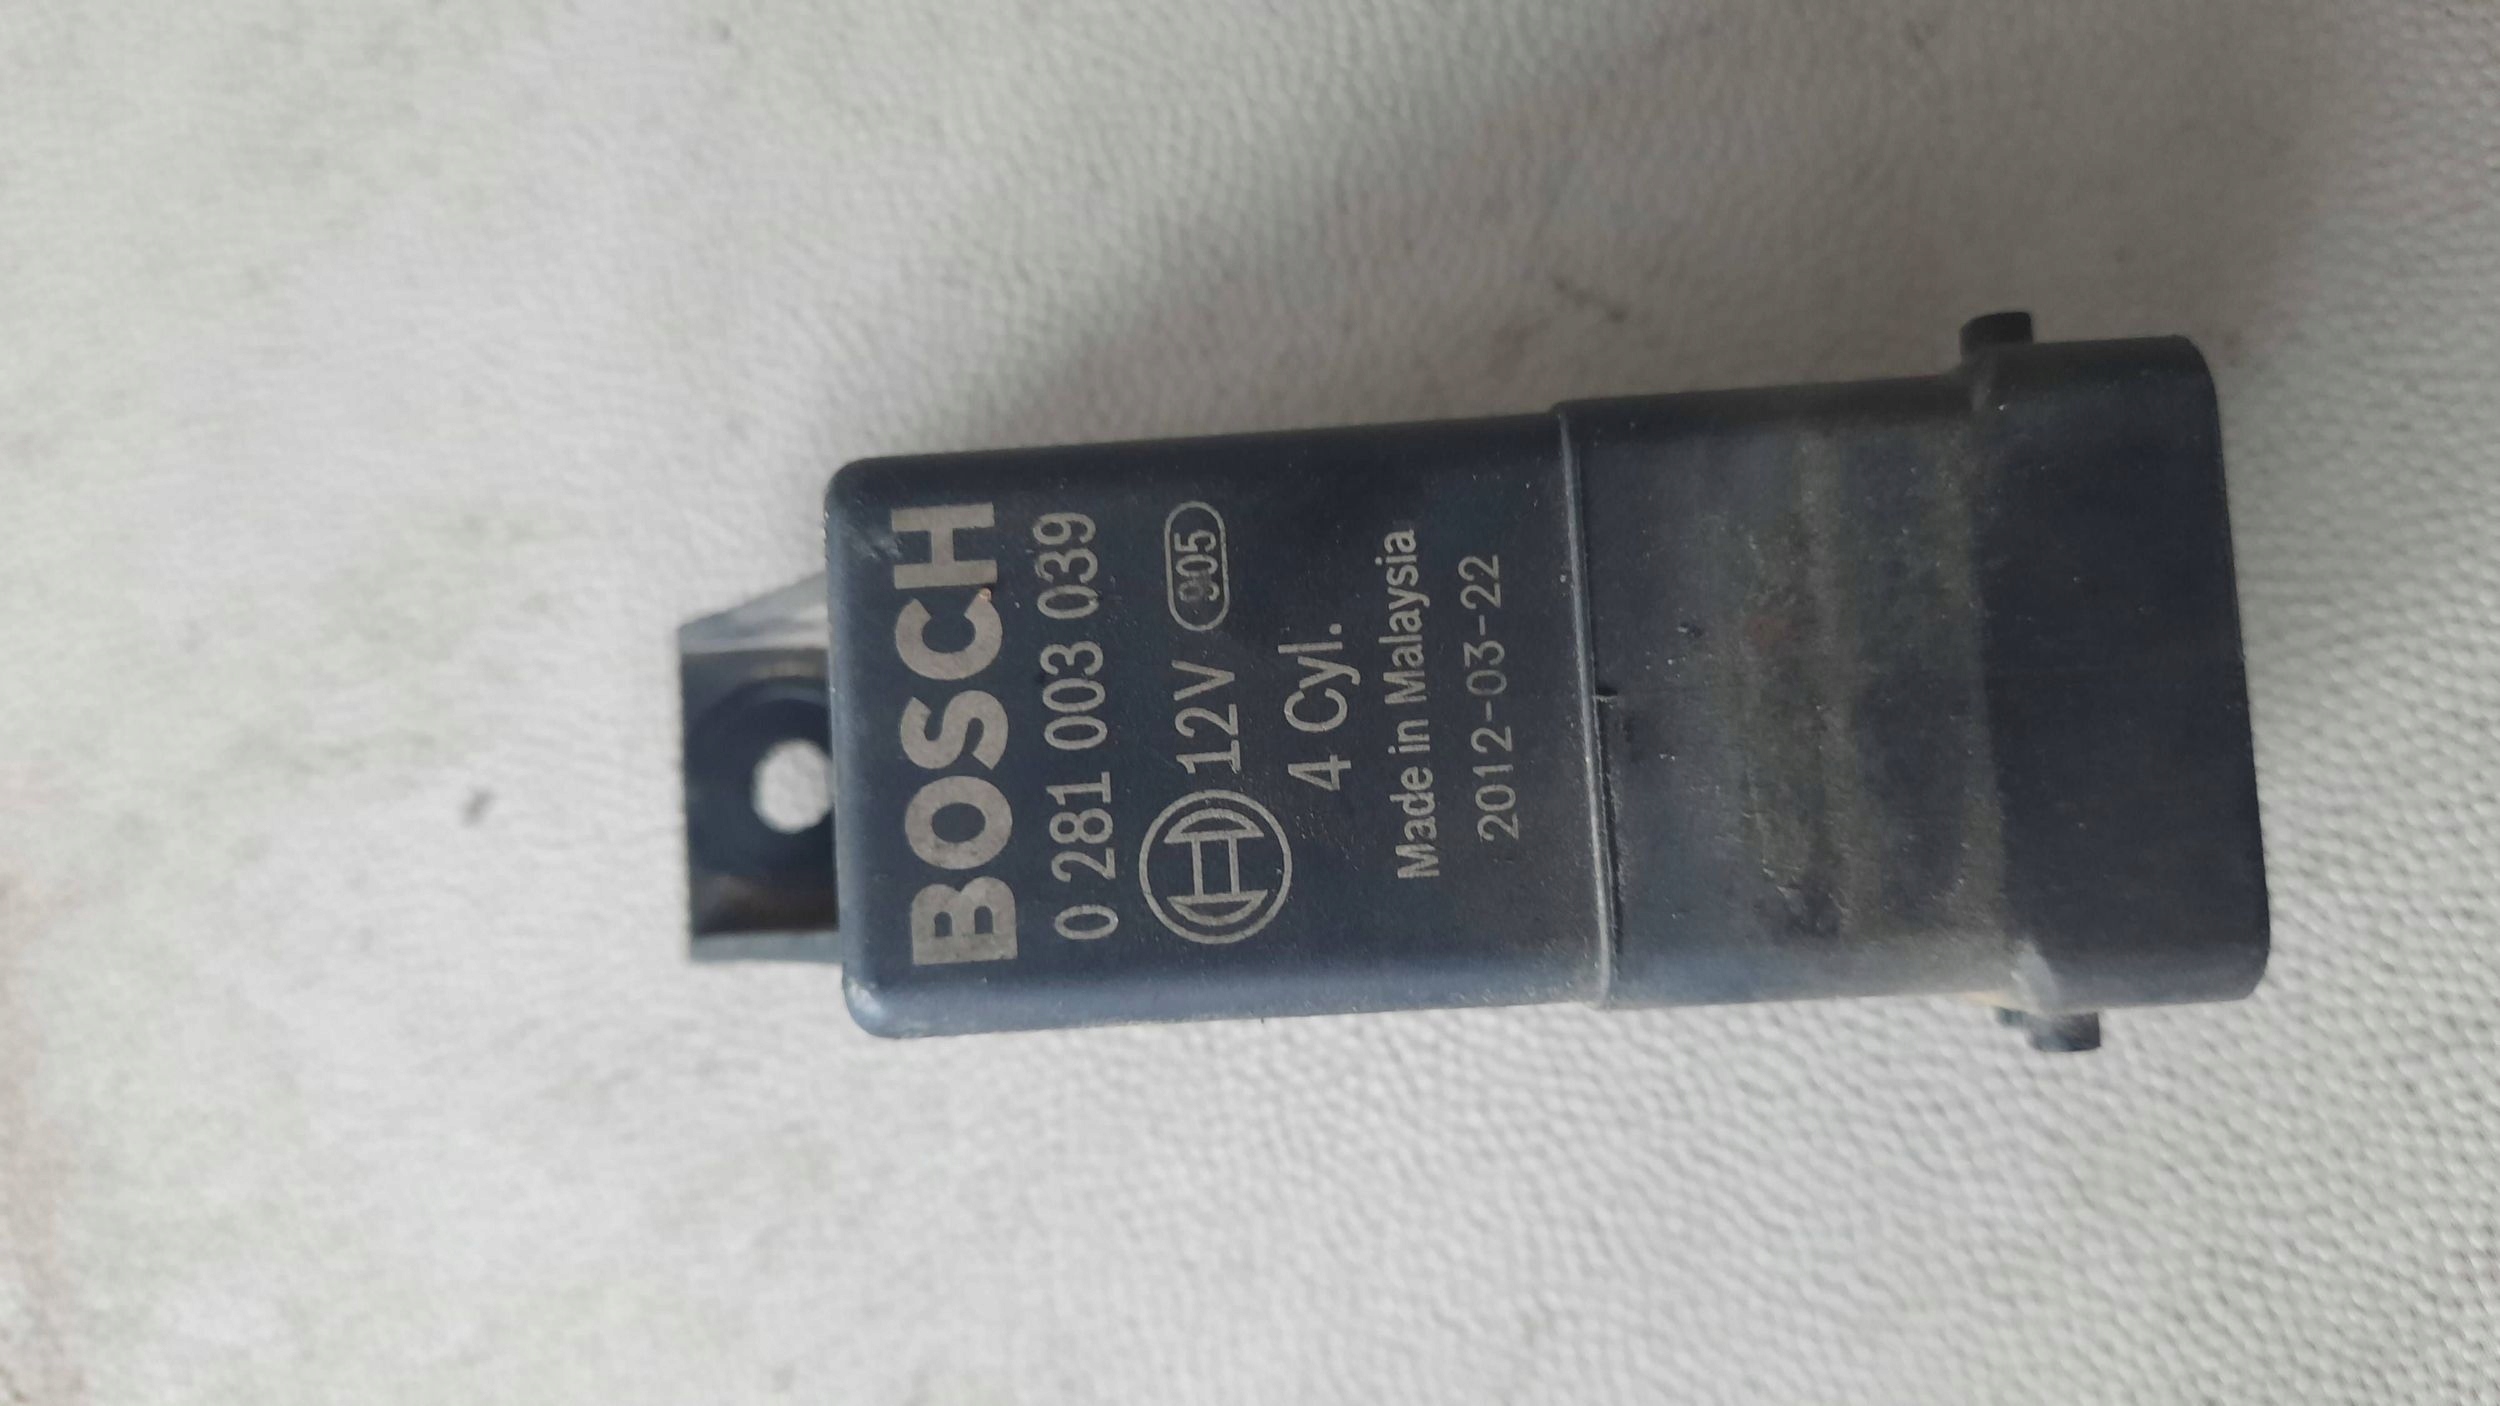 BOSCH
0 281 003 039
12V 905
4 Cyl.
Made in Malaysia
2012-03-22